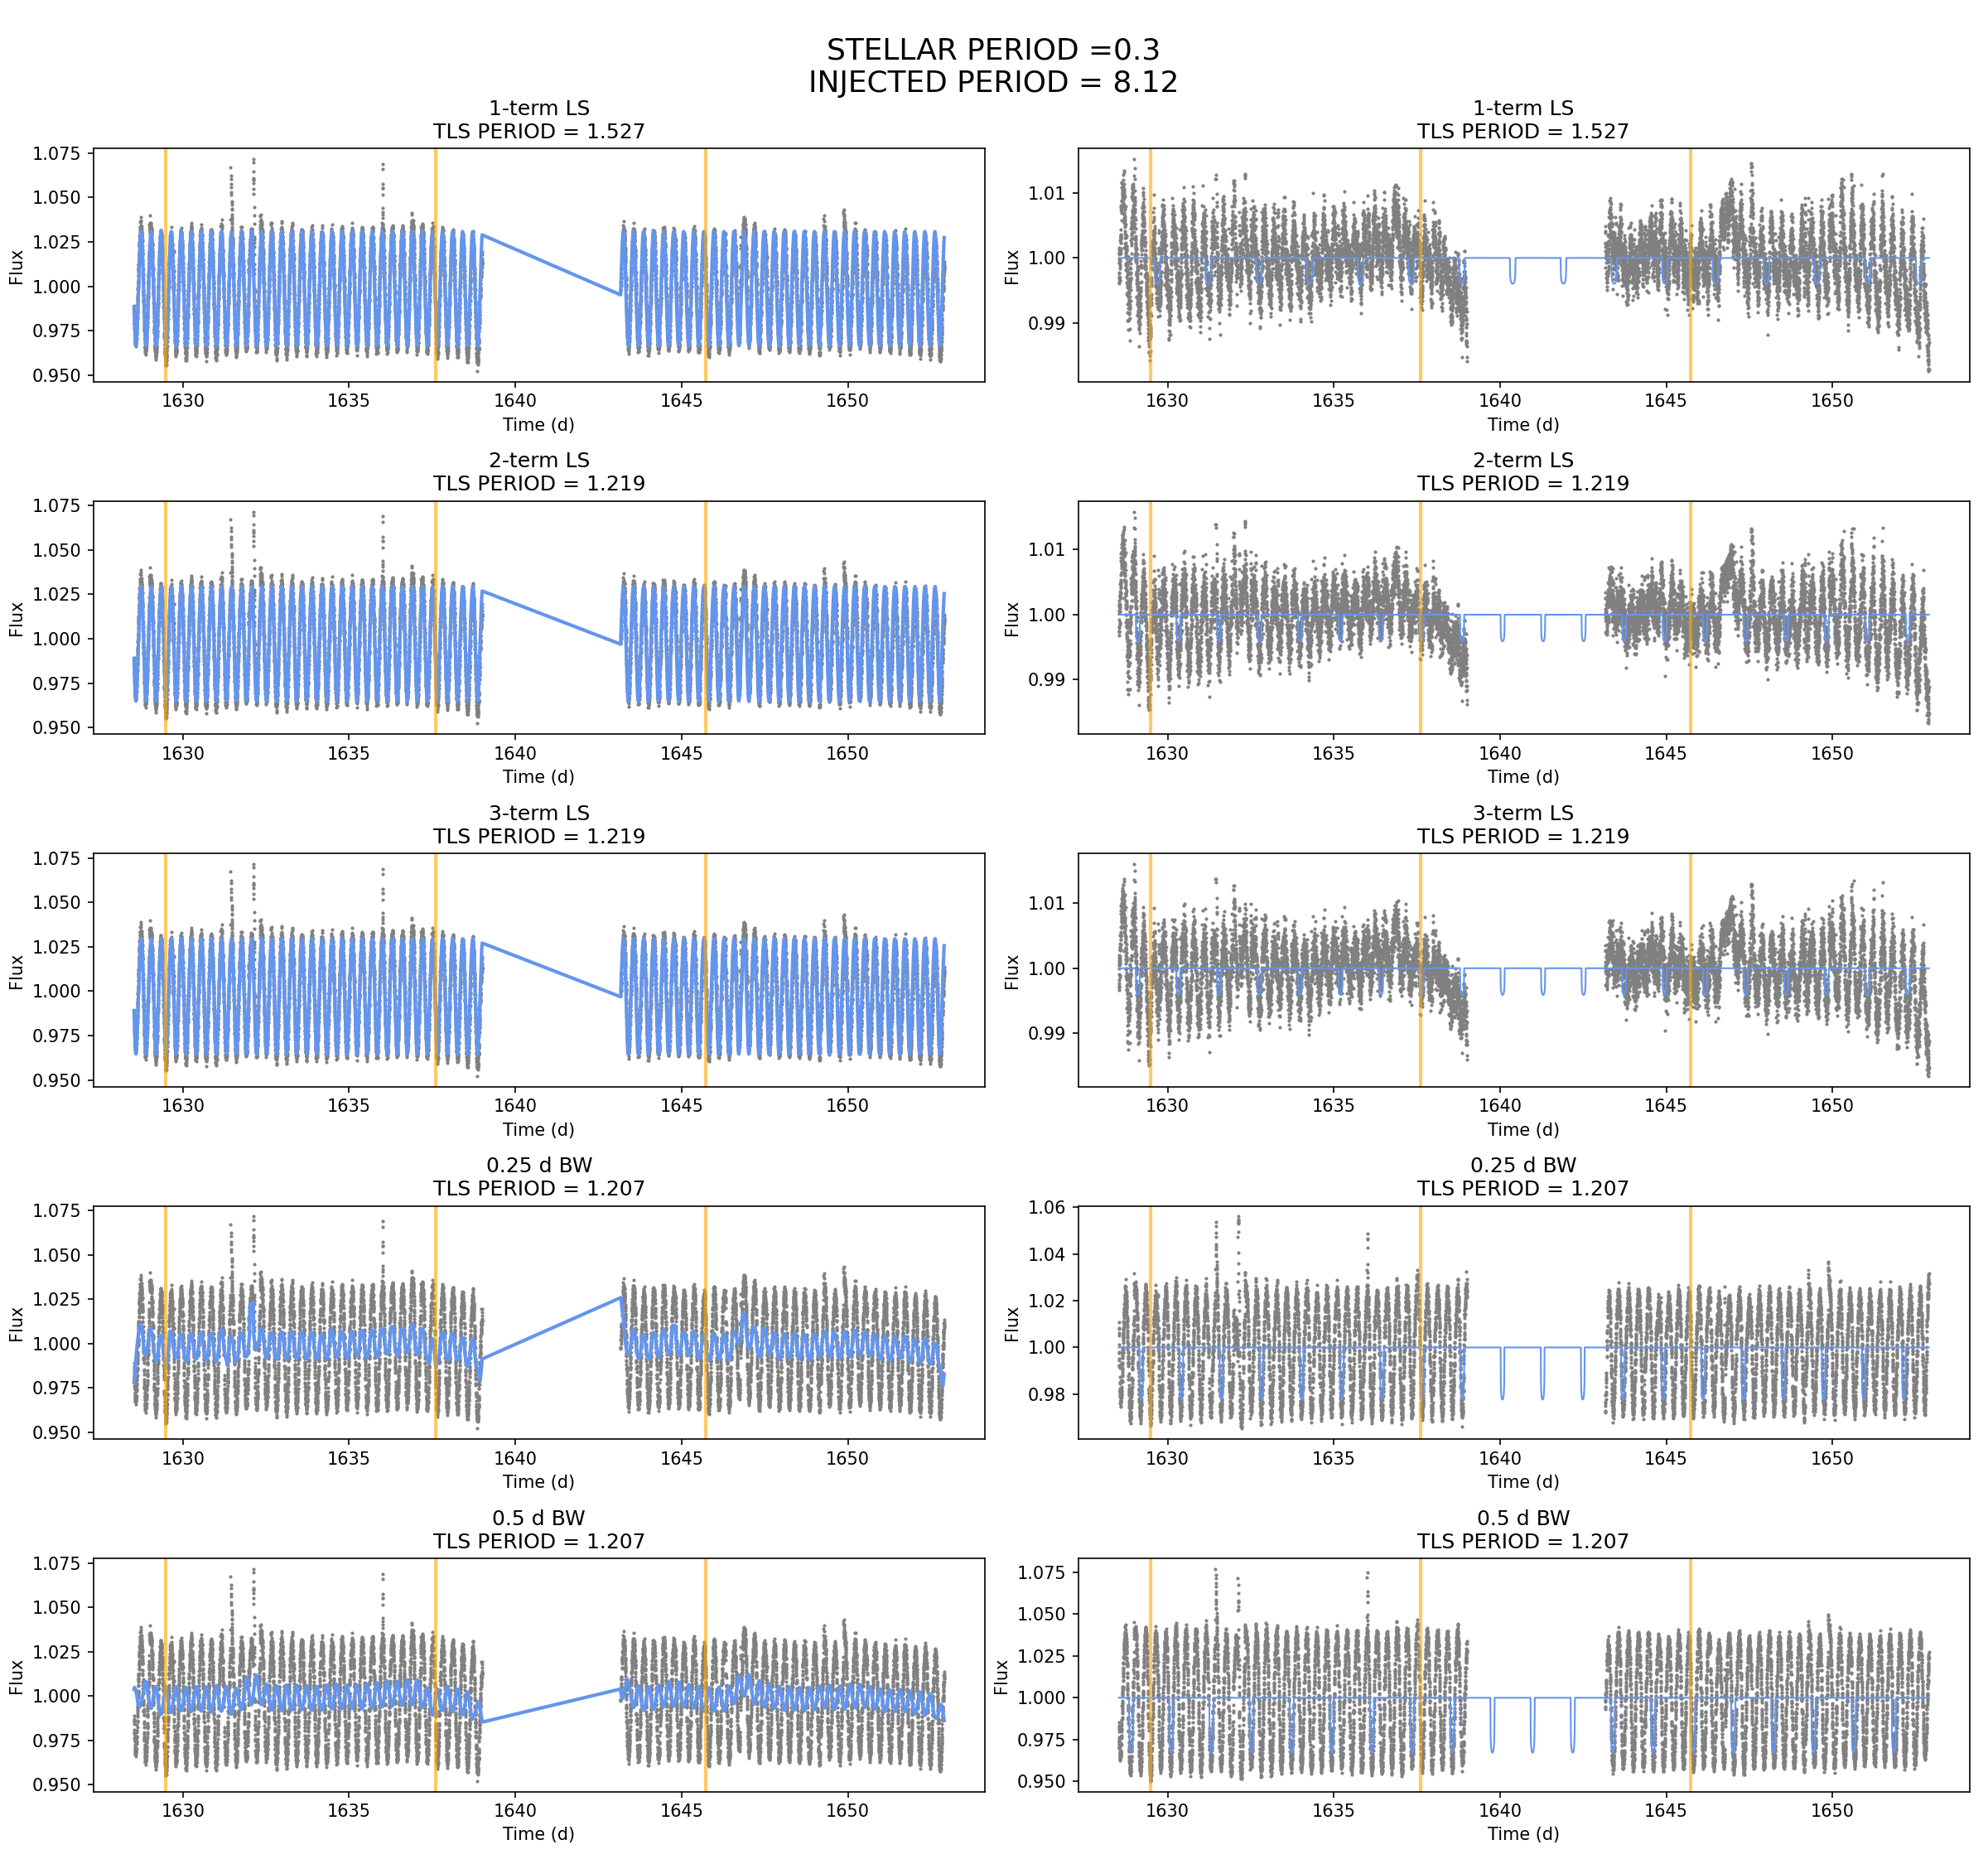 STELLAR PERIOD =0.3
INJECTED PERIOD = 8.12
1-term LS
TLS PERIOD = 1.527
1.075
1.050
1.025
1.000
0.975
0.950
Flux
1630
1635
1640
1645
1650
Time (d)
1-term LS
TLS PERIOD = 1.527
1.01
1.00
0.99
Flux
1630
1635
1640
1645
1650
Time (d)
2-term LS
TLS PERIOD = 1.219
1.075
1.050
1.025
1.000
0.975
0.950
Flux
1630
1635
1640
1645
1650
Time (d)
2-term LS
TLS PERIOD = 1.219
1.01
1.00
0.99
Flux
1630
1635
1640
1645
1650
Time (d)
3-term LS
TLS PERIOD = 1.219
1.075
1.050
1.025
1.000
0.975
0.950
Flux
1630
1635
1640
1645
1650
Time (d)
3-term LS
TLS PERIOD = 1.219
1.01
1.00
0.99
Flux
1630
1635
1640
1645
1650
Time (d)
0.25 d BW
TLS PERIOD = 1.207
1.075
1.050
1.025
1.000
0.975
0.950
Flux
1630
1635
1640
1645
1650
Time (d)
0.25 d BW
TLS PERIOD = 1.207
1.06
1.04
1.02
1.00
0.98
Flux
1630
1635
1640
1645
1650
Time (d)
0.5 d BW
TLS PERIOD = 1.207
1.075
1.050
1.025
1.000
0.975
0.950
Flux
1630
1635
1640
1645
1650
Time (d)
0.5 d BW
TLS PERIOD = 1.207
1.075
1.050
1.025
1.000
0.975
0.950
Flux
1630
1635
1640
1645
1650
Time (d)